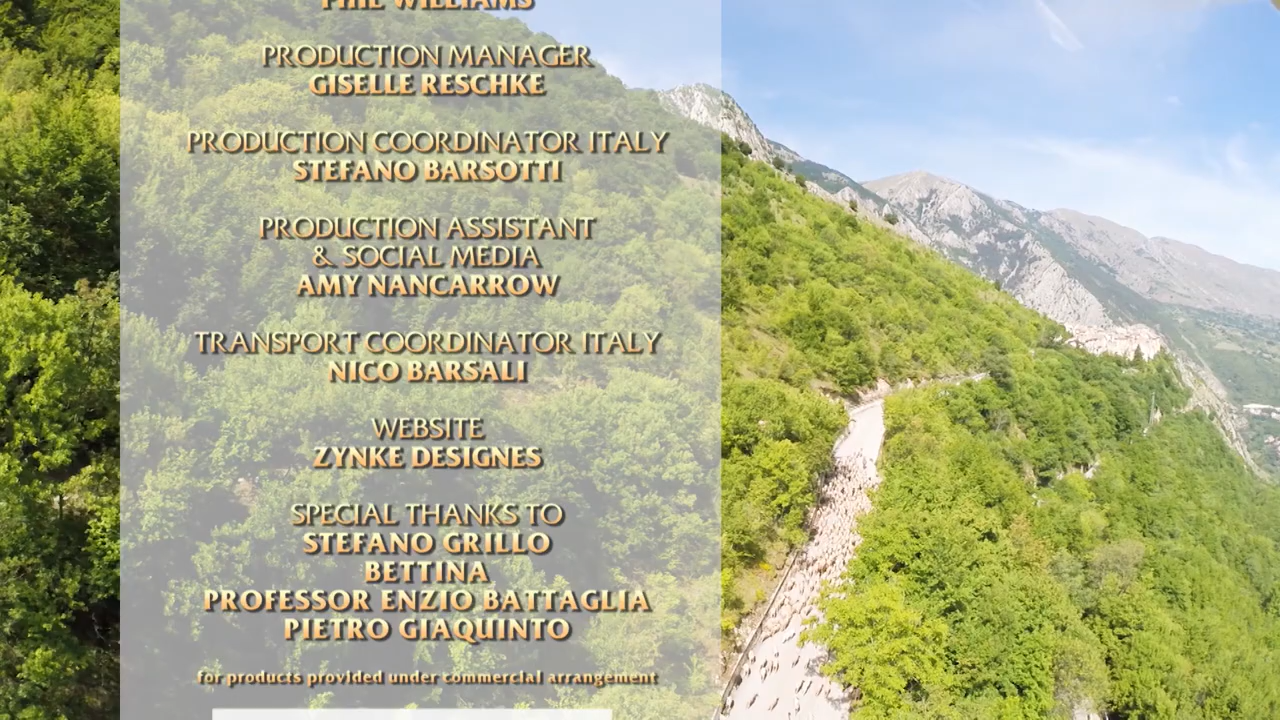 PHIL WILLIAMS
PRODUCTION MANAGER
GISELLE RESCHKE
PRODUCTION COORDINATOR ITALY
STEFANO BARSOTTI
PRODUCTION ASSISTANT
& SOCIAL MEDIA
AMY NANCARROW
TRANSPORT COORDINATOR ITALY
NICO BARSALI
WEBSITE
ZYNKE DESIGNES
SPECIAL THANKS TO
STEFANO GRILLO
BETTINA
PROFESSOR ENZIO BATTAGLIA
PIETRO GIAQUINTO
for products provided under commercial arrangement